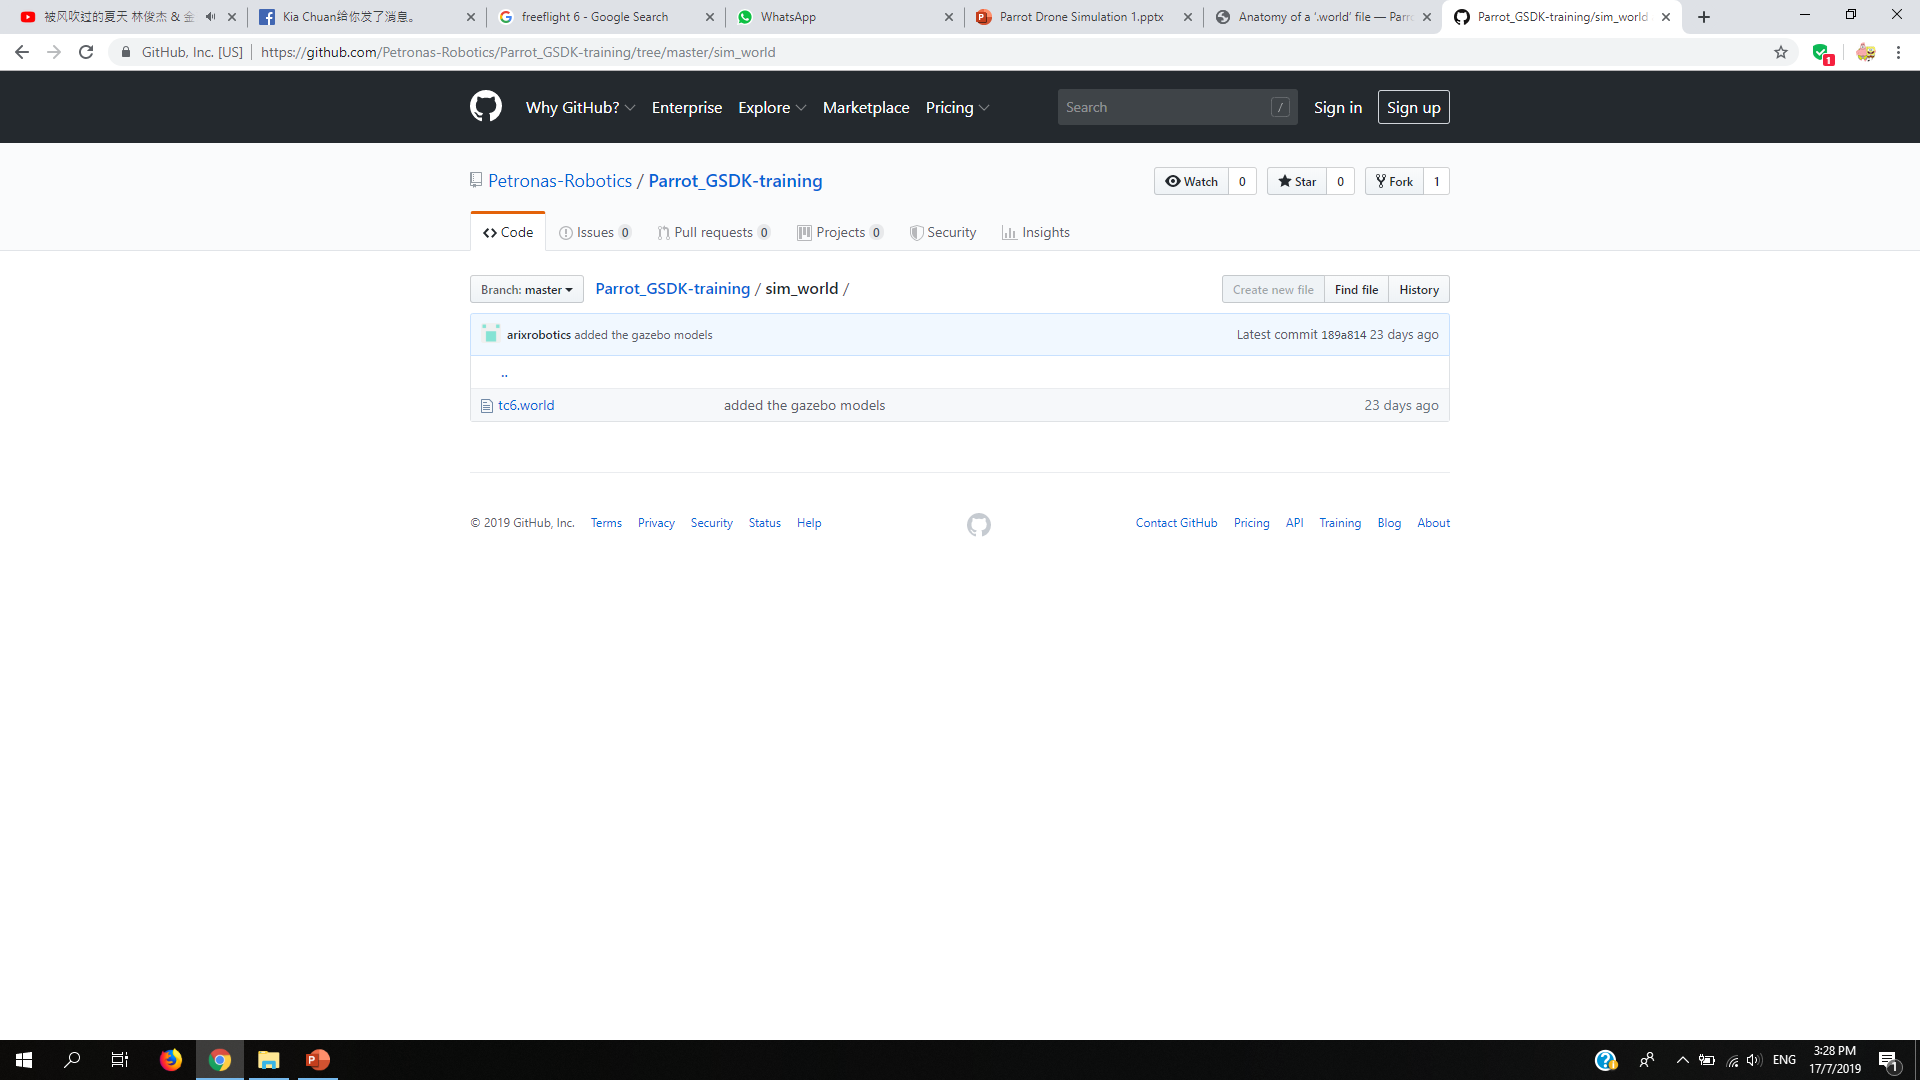 被风吹过的夏天 林俊杰 & 金
Kia Chuan给你发了消息。
freeflight 6 - Google Search
WhatsApp
Parrot Drone Simulation 1.pptx
Anatomy of a '.world' file — Parro
Parrot_GSDK-training/sim_world
GitHub, Inc. [US]
https://github.com/Petronas-Robotics/Parrot_GSDK-training/tree/master/sim_world
1
Why GitHub? Enterprise Explore Marketplace Pricing
Search /
Sign in
Sign up
Petronas-Robotics / Parrot_GSDK-training
Watch 0
Star 0
Fork 1
Code
Issues 0
Pull requests 0
Projects 0
Security
Insights
Branch: master
Parrot_GSDK-training / sim_world /
Create new file
Find file
History
arixrobotics added the gazebo models
Latest commit 189a814 23 days ago
..
tc6.world
added the gazebo models
23 days ago
© 2019 GitHub, Inc. Terms Privacy Security Status Help
Contact GitHub Pricing API Training Blog About
ENG
3:28 PM
17/7/2019
1